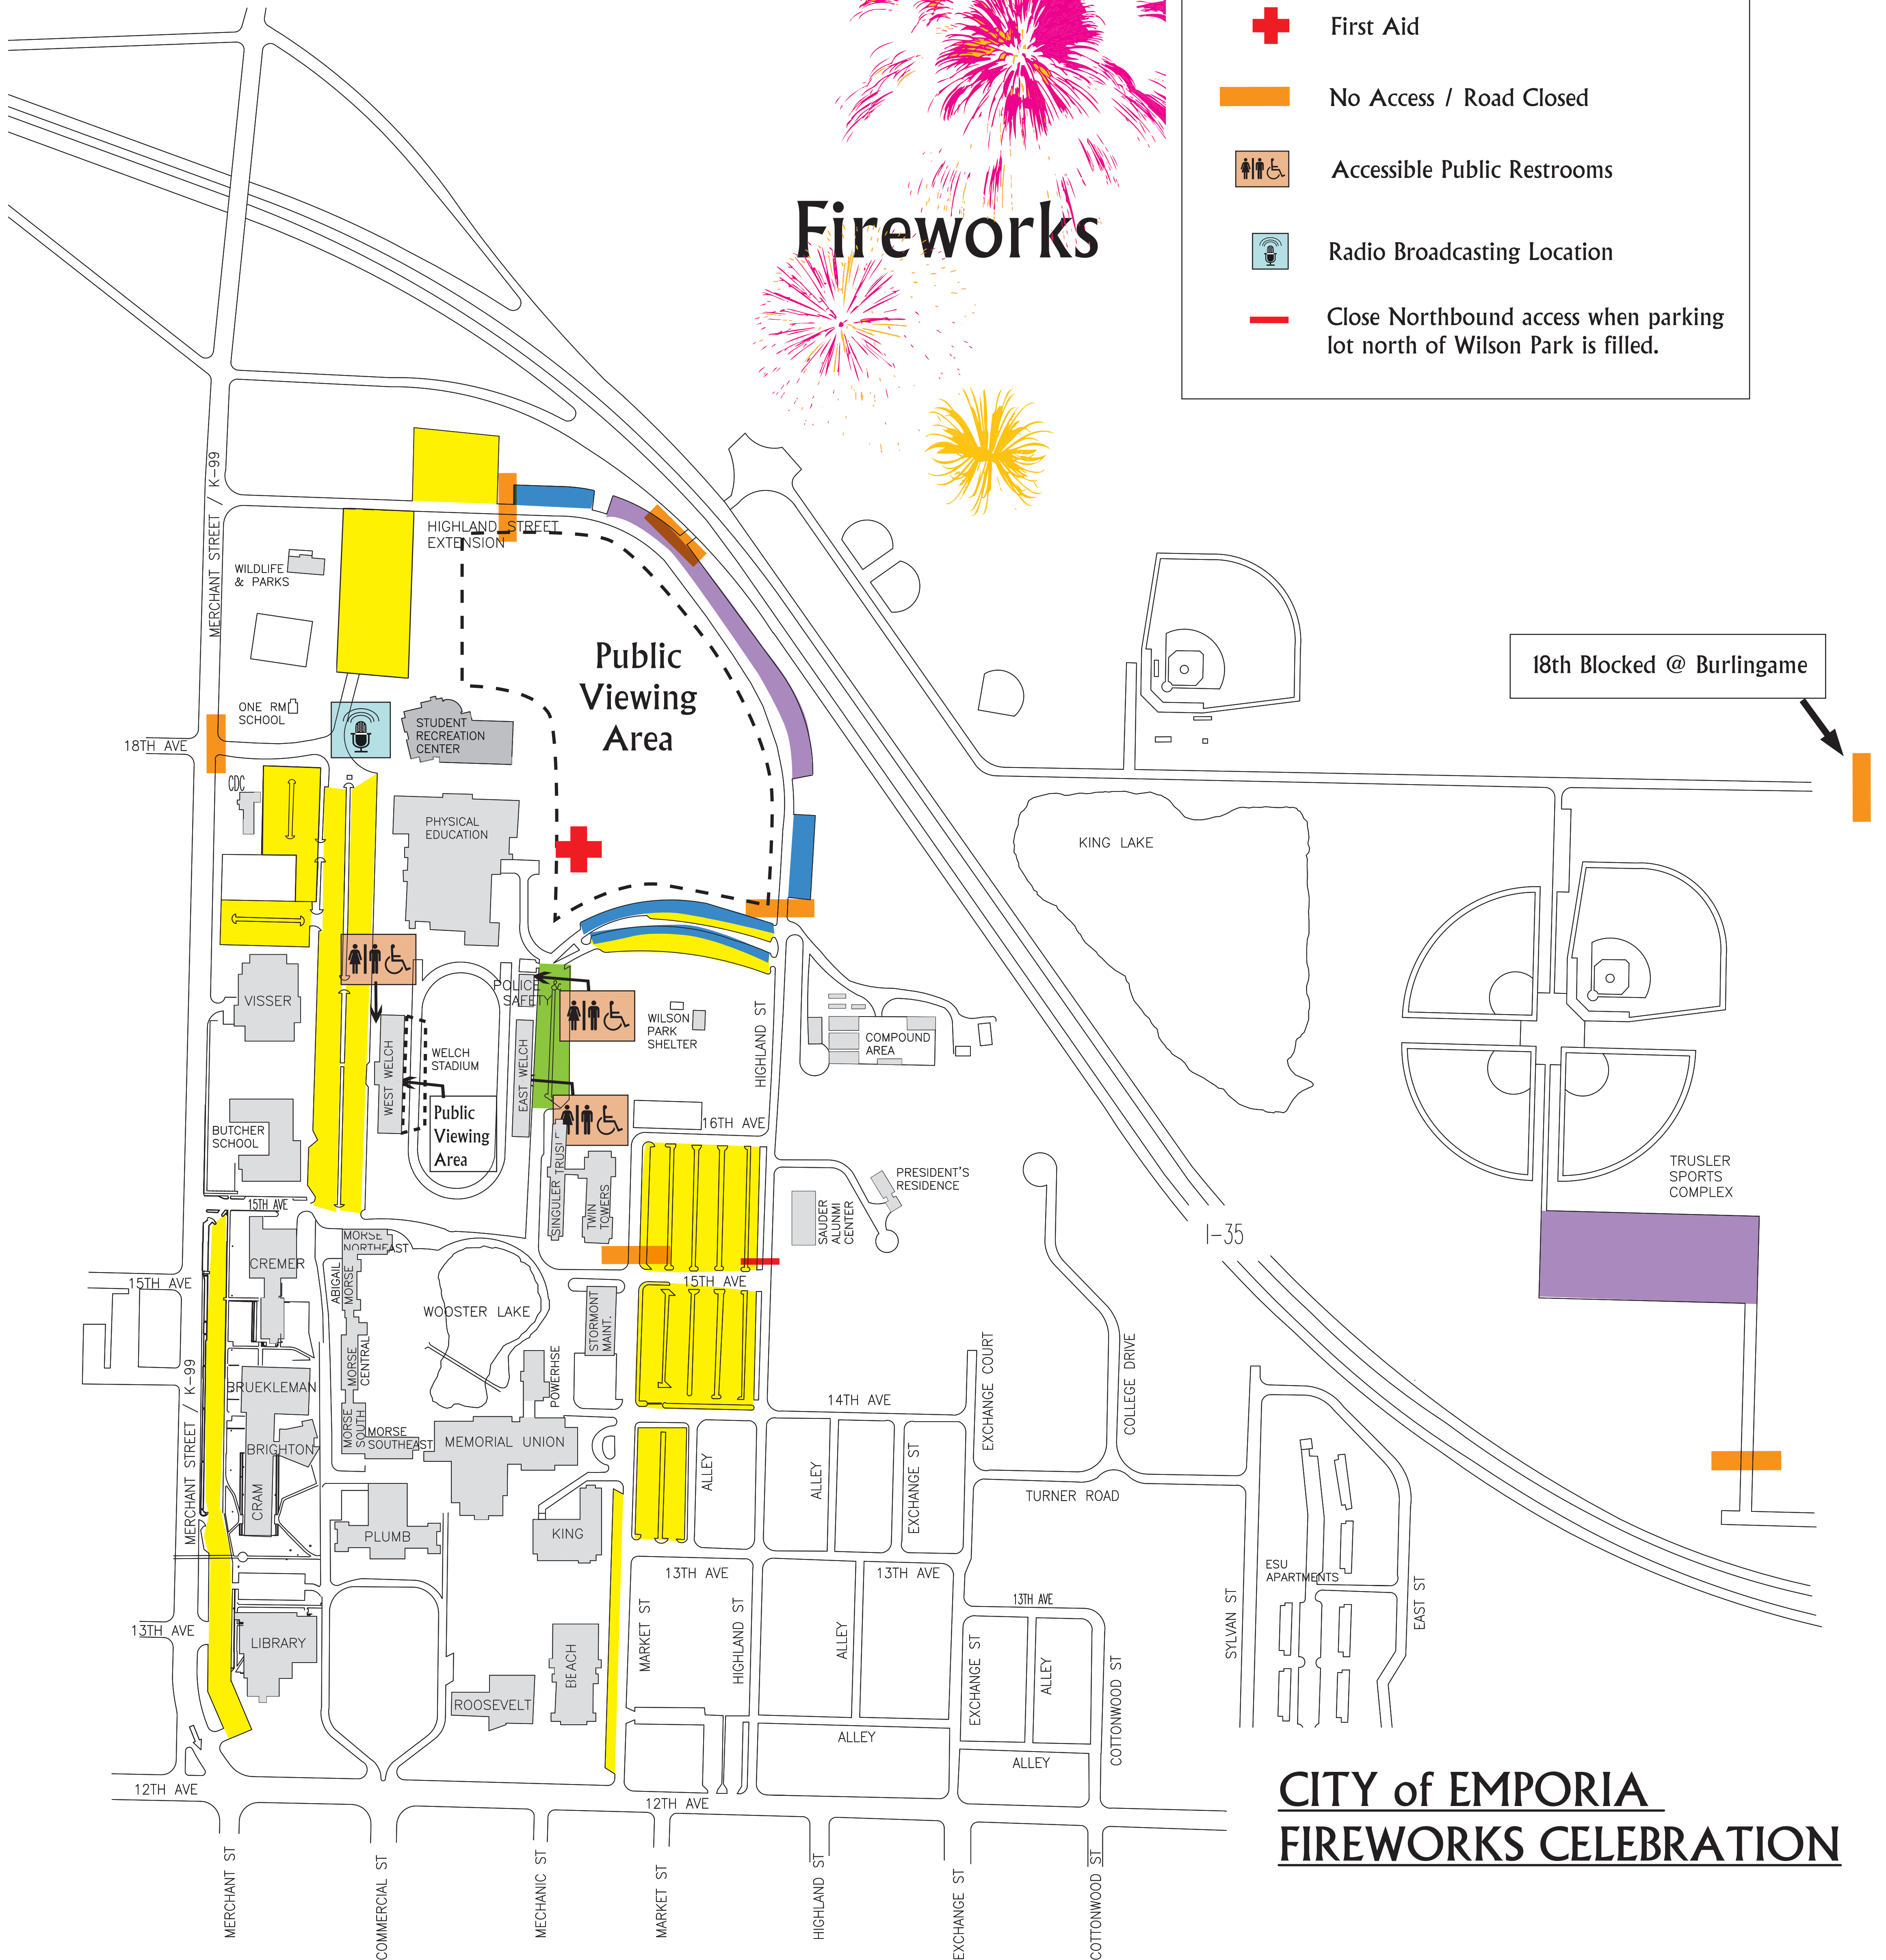 First Aid
No Access / Road Closed
Accessible Public Restrooms
Radio Broadcasting Location
Close Northbound access when parking
lot north of Wilson Park is filled.
Fireworks
MERCHANT STREET / K-99
HIGHLAND STREET
EXTENSION
WILDLIFE
& PARKS
Public
Viewing
Area
18th Blocked @ Burlingame
ONE RM
SCHOOL
STUDENT
RECREATION
CENTER
18TH AVE
CDC
PHYSICAL
EDUCATION
KING LAKE
VISSER
POLICE &
SAFETY
WILSON
PARK
SHELTER
HIGHLAND ST
COMPOUND
AREA
WELCH
STADIUM
WEST WELCH
EAST WELCH
Public
Viewing
Area
BUTCHER
SCHOOL
16TH AVE
SINGULER TRUSL
TWIN
TOWERS
PRESIDENT'S
RESIDENCE
SAUDER
ALUNMI
CENTER
TRUSLER
SPORTS
COMPLEX
15TH AVE
I-35
MORSE
NORTHEAST
CREMER
15TH AVE
ABIGAIL
MORSE
15TH AVE
WOOSTER LAKE
STORMONT
MAINT.
MORSE
CENTRAL
POWERHSE
EXCHANGE COURT
COLLEGE DRIVE
MERCHANT STREET / K-99
BRUEKLEMAN
14TH AVE
MORSE
SOUTH
MORSE
SOUTHEAST
MEMORIAL UNION
BRIGHTON
ALLEY
ALLEY
EXCHANGE ST
CRAM
TURNER ROAD
PLUMB
KING
13TH AVE
13TH AVE
ESU
APARTMENTS
13TH AVE
SYLVAN ST
EAST ST
13TH AVE
LIBRARY
MARKET ST
HIGHLAND ST
ALLEY
EXCHANGE ST
ALLEY
COTTONWOOD ST
BEACH
ROOSEVELT
ALLEY
ALLEY
12TH AVE
12TH AVE
CITY of EMPORIA
FIREWORKS CELEBRATION
MERCHANT ST
COMMERCIAL ST
MECHANIC ST
MARKET ST
HIGHLAND ST
EXCHANGE ST
COTTONWOOD ST